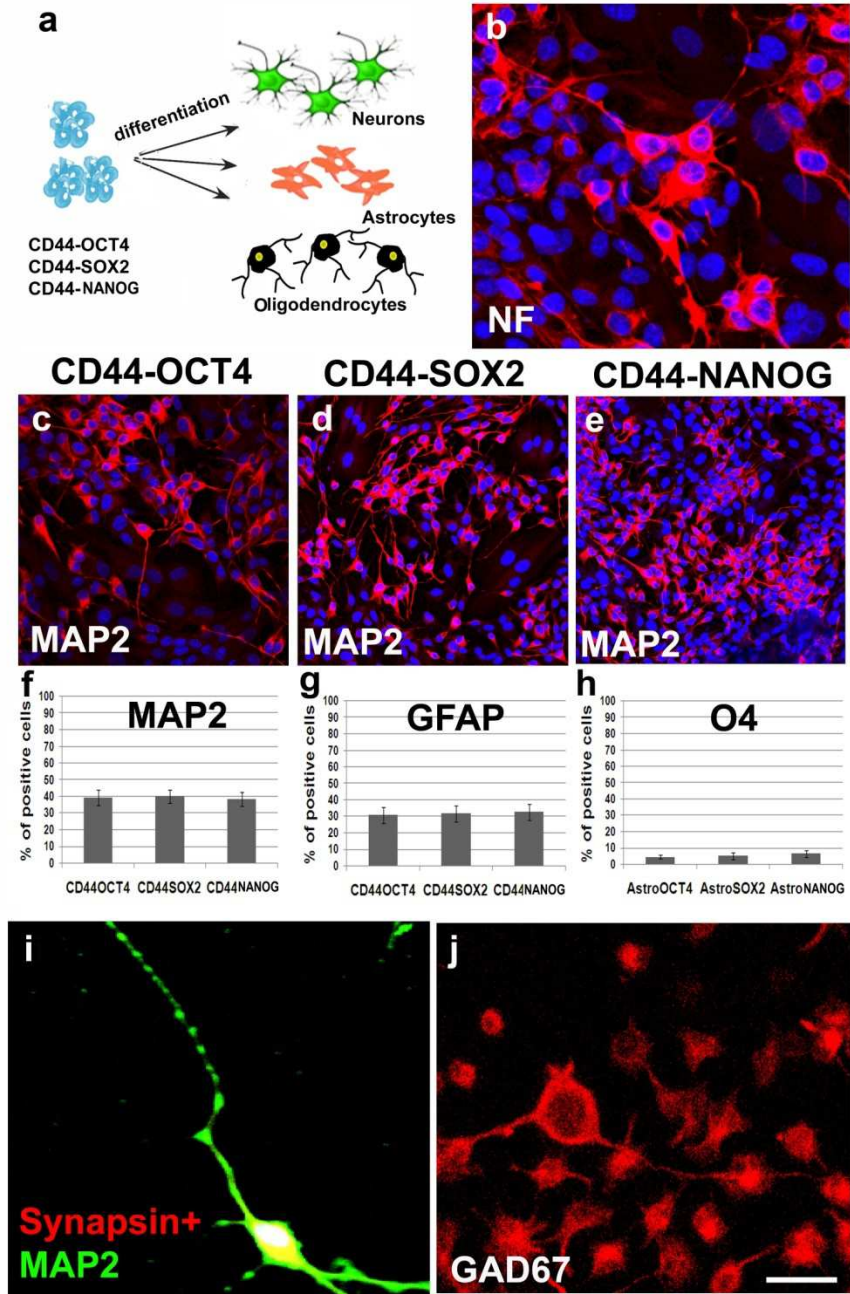 a
differentiation
Neurons
Astrocytes
Oligodendrocytes
CD44-OCT4
CD44-SOX2
CD44-NANOG
b
NF
CD44-OCT4 CD44-SOX2 CD44-NANOG
c d e
MAP2 MAP2 MAP2
f
MAP2
% of positive cells
100
90
80
70
60
50
40
30
20
10
0
CD44OCT4 CD44SOX2 CD44NANOG
g
GFAP
% of positive cells
100
90
80
70
60
50
40
30
20
10
0
CD44OCT4 CD44SOX2 CD44NANOG
h
O4
% of positive cells
100
90
80
70
60
50
40
30
20
10
0
AstroOCT4 AstroSOX2 AstroNANOG
i
Synapsin+
MAP2
j
GAD67